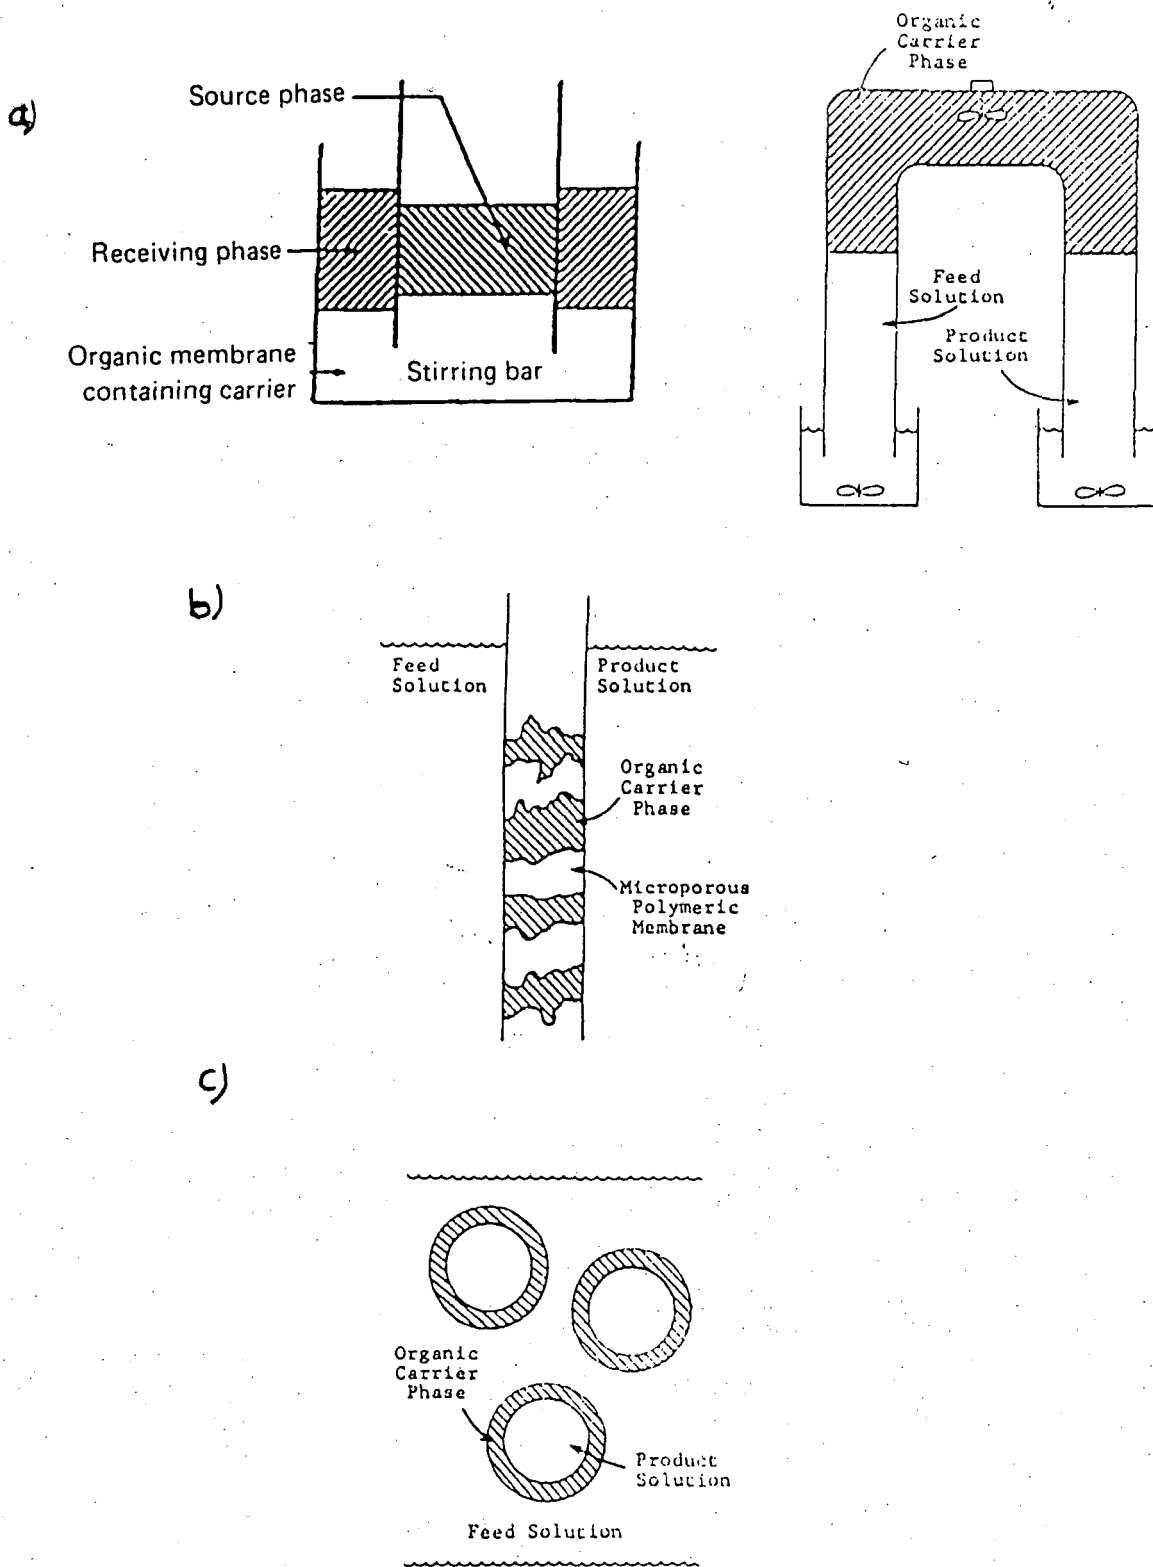 a)
Source phase
Receiving phase
Organic membrane
containing carrier
Stirring bar
Organic
Carrier
Phase
Feed
Solution
Product
Solution
b)
Feed
Solution
Product
Solution
Organic
Carrier
Phase
Microporous
Polymeric
Membrane
c)
Organic
Carrier
Phase
Product
Solution
Feed Solution